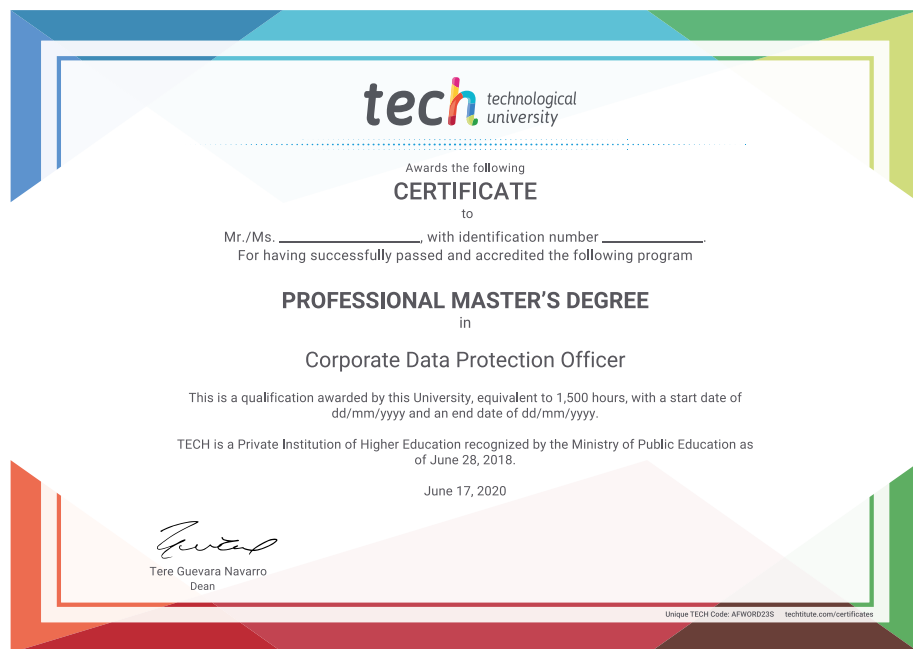 tech technological
university
Awards the following
CERTIFICATE
to
Mr./Ms. ____________________, with identification number ______________.
For having successfully passed and accredited the following program
PROFESSIONAL MASTER'S DEGREE
in
Corporate Data Protection Officer
This is a qualification awarded by this University, equivalent to 1,500 hours, with a start date of
dd/mm/yyyy and an end date of dd/mm/yyyy.
TECH is a Private Institution of Higher Education recognized by the Ministry of Public Education as
of June 28, 2018.
June 17, 2020
Tere Guevara Navarro
Dean
Unique TECH Code: AFWORD23S techtitute.com/certificates